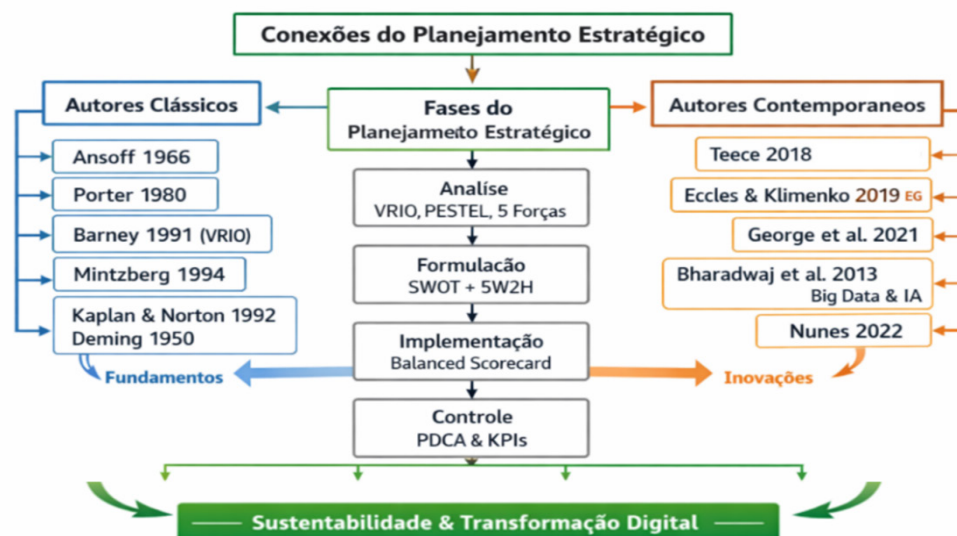 Conexões do Planejamento Estratégico
Autores Clássicos
Ansoff 1966
Porter 1980
Barney 1991 (VRIO)
Mintzberg 1994
Kaplan & Norton 1992
Deming 1950
Fundamentos
Fases do
Planejameto Estratégico
Analíse
VRIO, PESTEL, 5 Forças
Formulacão
SWOT + 5W2H
Implementação
Balanced Scorecard
Controle
PDCA & KPIs
Autores Contemporaneos
Teece 2018
Eccles & Klimenko 2019 EG
George et al. 2021
Bharadwaj et al. 2013
Big Data & IA
Nunes 2022
Inovações
Sustentabilidade & Transformação Digital